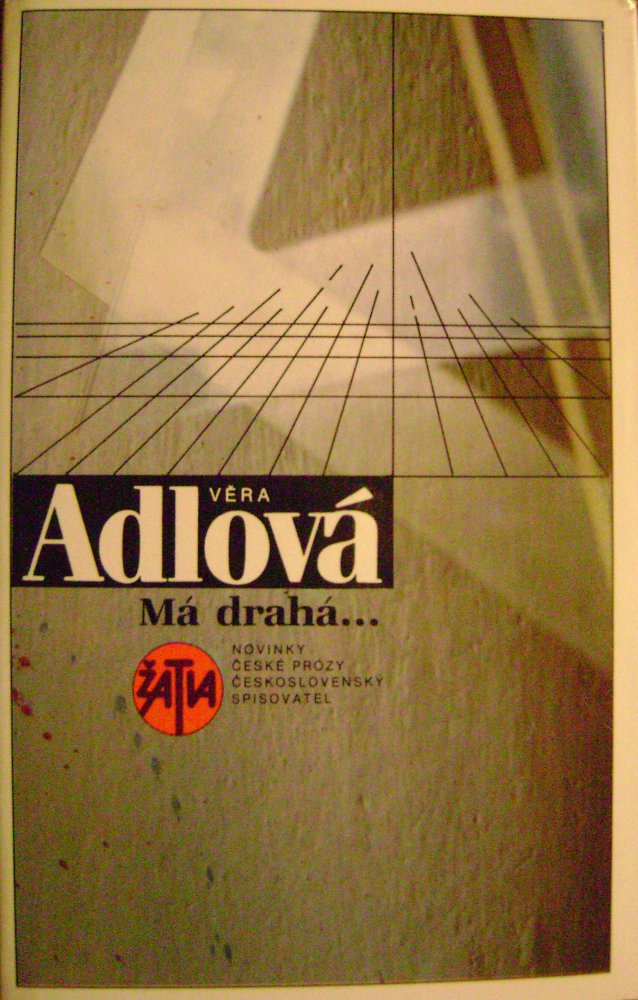 VĚRA
Adlová
Má drahá...
ŽATVA
NOVINKY
ČESKÉ PRÓZY
ČESKOSLOVENSKÝ
SPISOVATEL